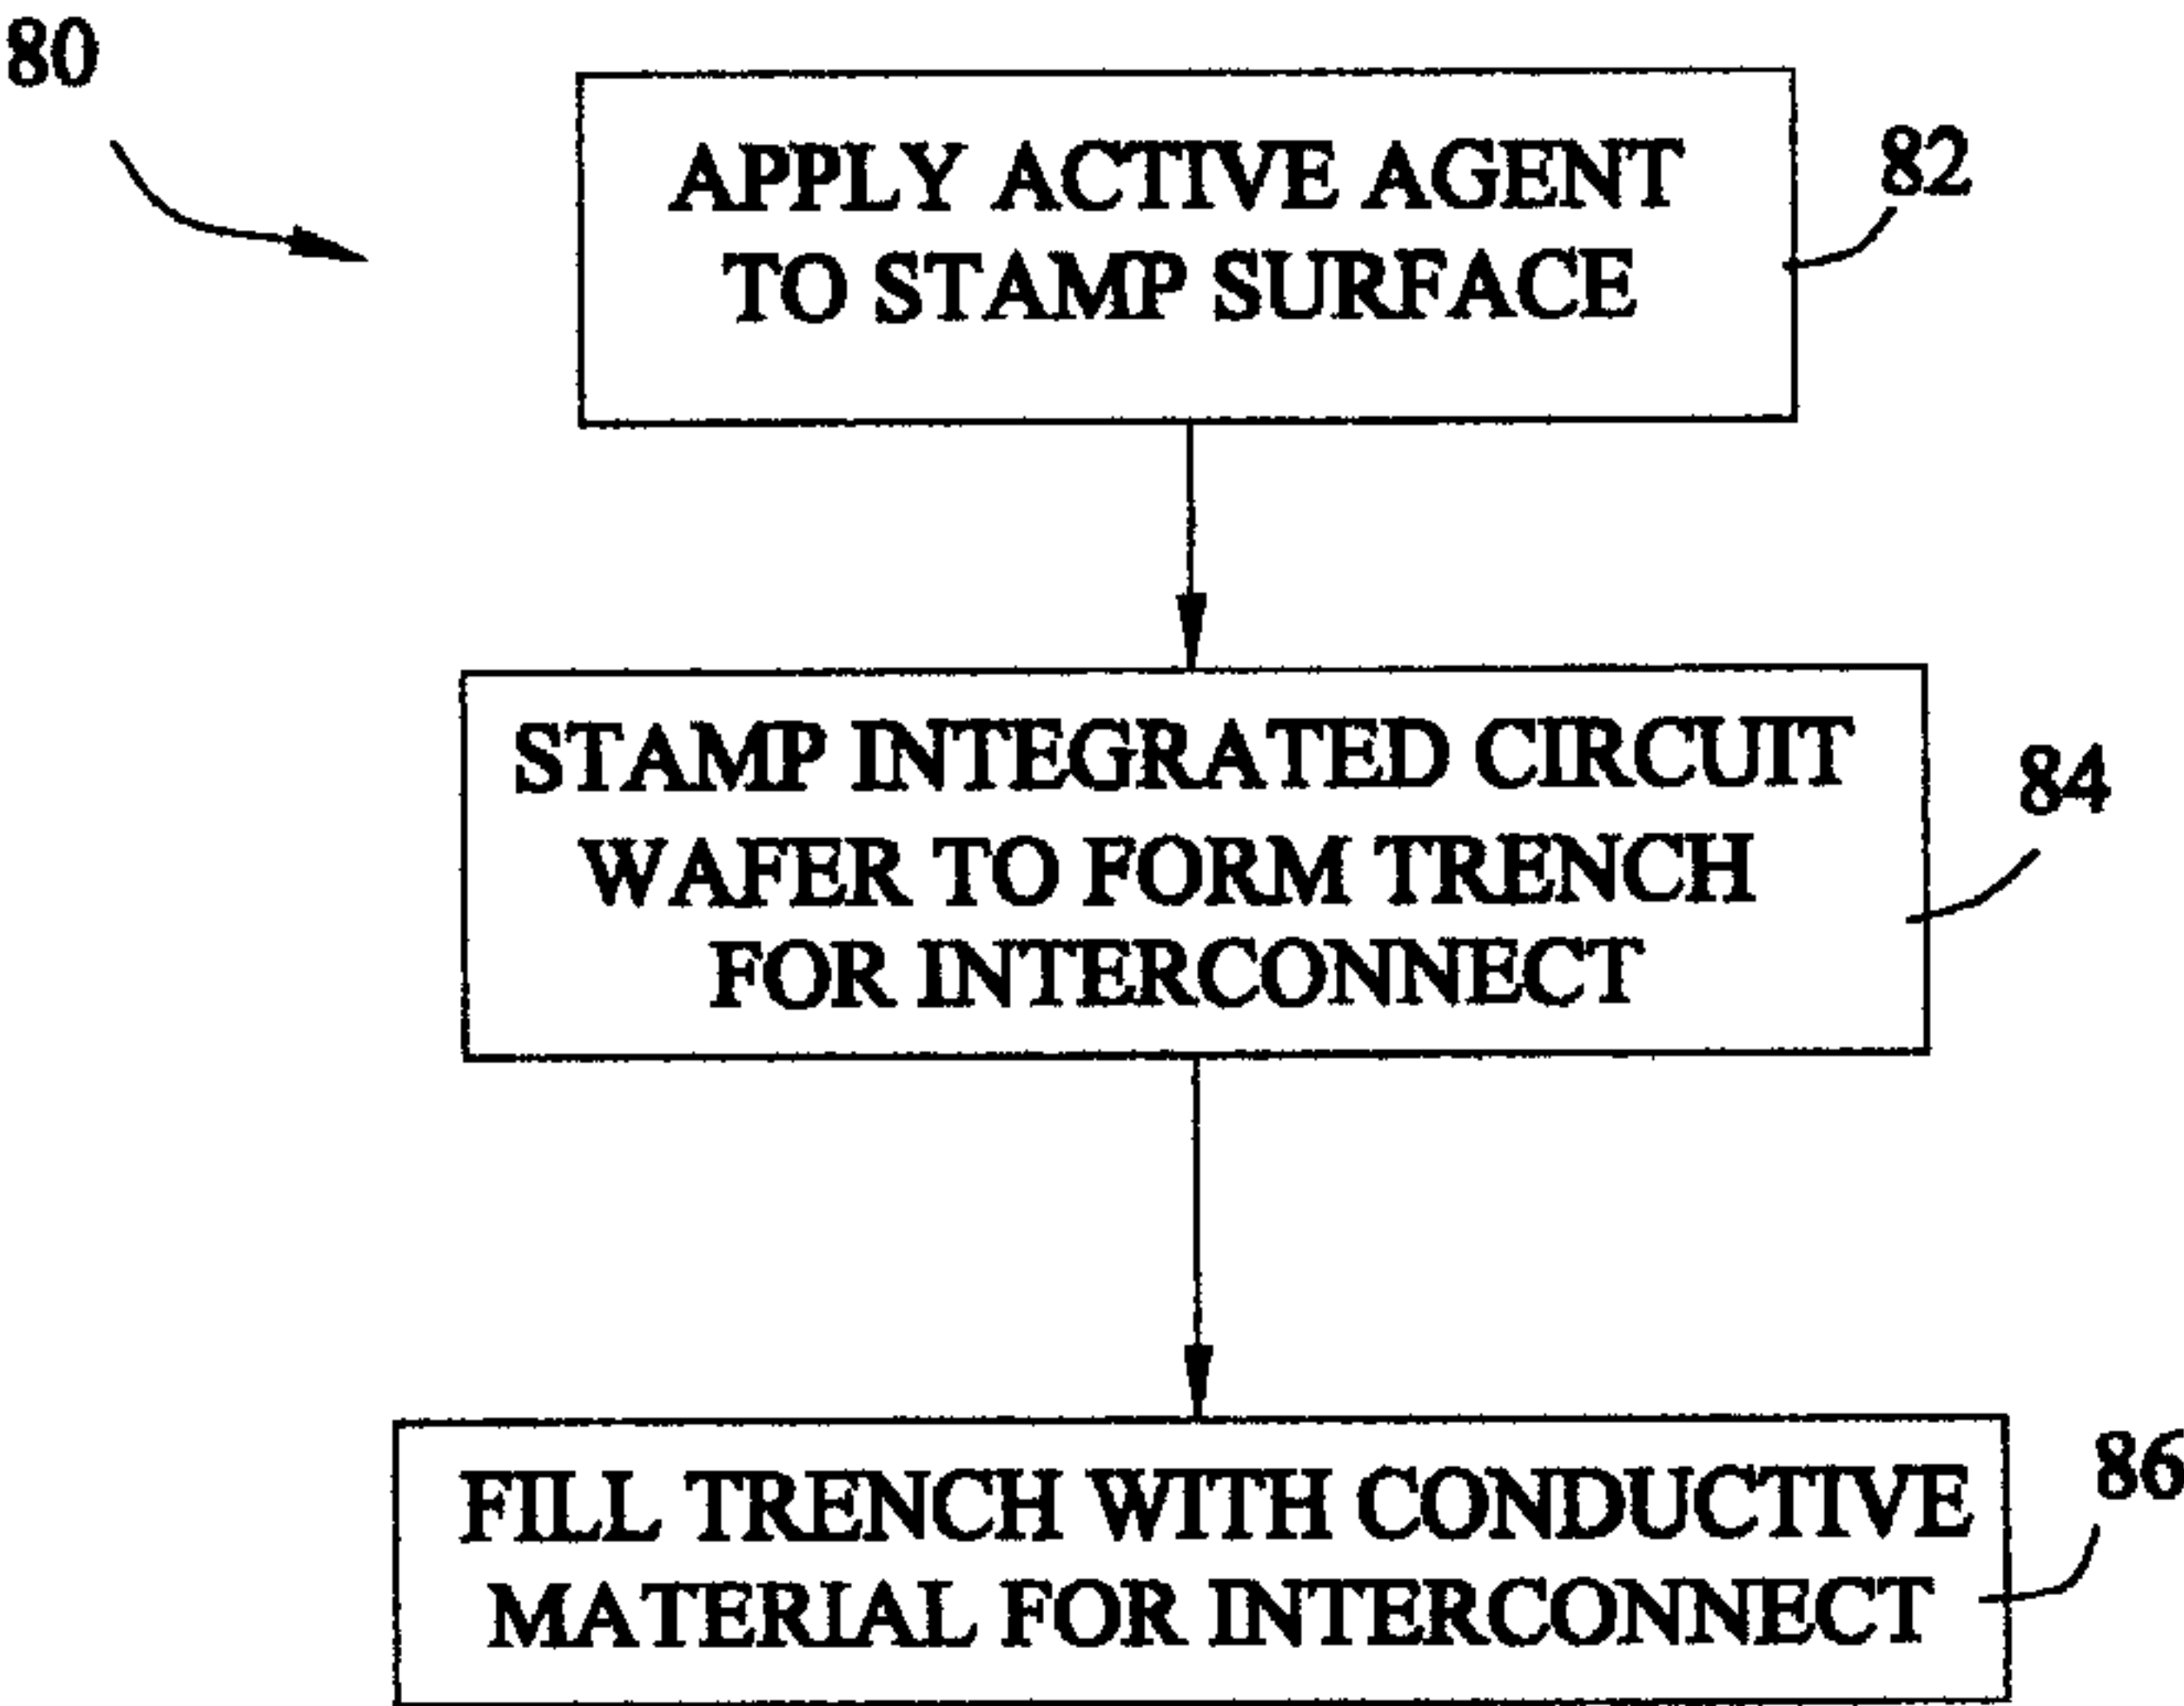 80
APPLY ACTIVE AGENT
TO STAMP SURFACE
82
STAMP INTEGRATED CIRCUIT
WAFER TO FORM TRENCH
FOR INTERCONNECT
84
FILL TRENCH WITH CONDUCTIVE
MATERIAL FOR INTERCONNECT
86